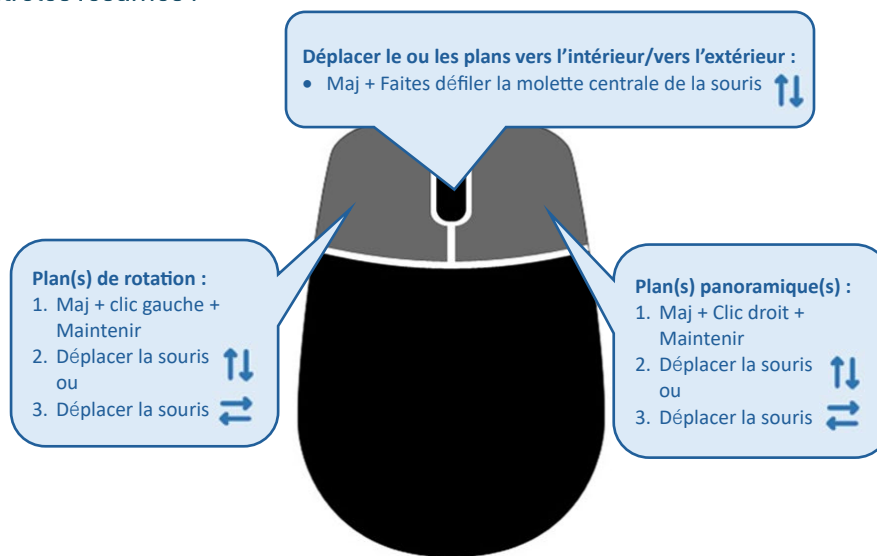 Déplacer le ou les plans vers l'intérieur/vers l'extérieur :
• Maj + Faites défiler la molette centrale de la souris
Plan(s) de rotation :
1. Maj + clic gauche +
Maintenir
2. Déplacer la souris
ou
3. Déplacer la souris
Plan(s) panoramique(s) :
1. Maj + Clic droit +
Maintenir
2. Déplacer la souris
ou
3. Déplacer la souris